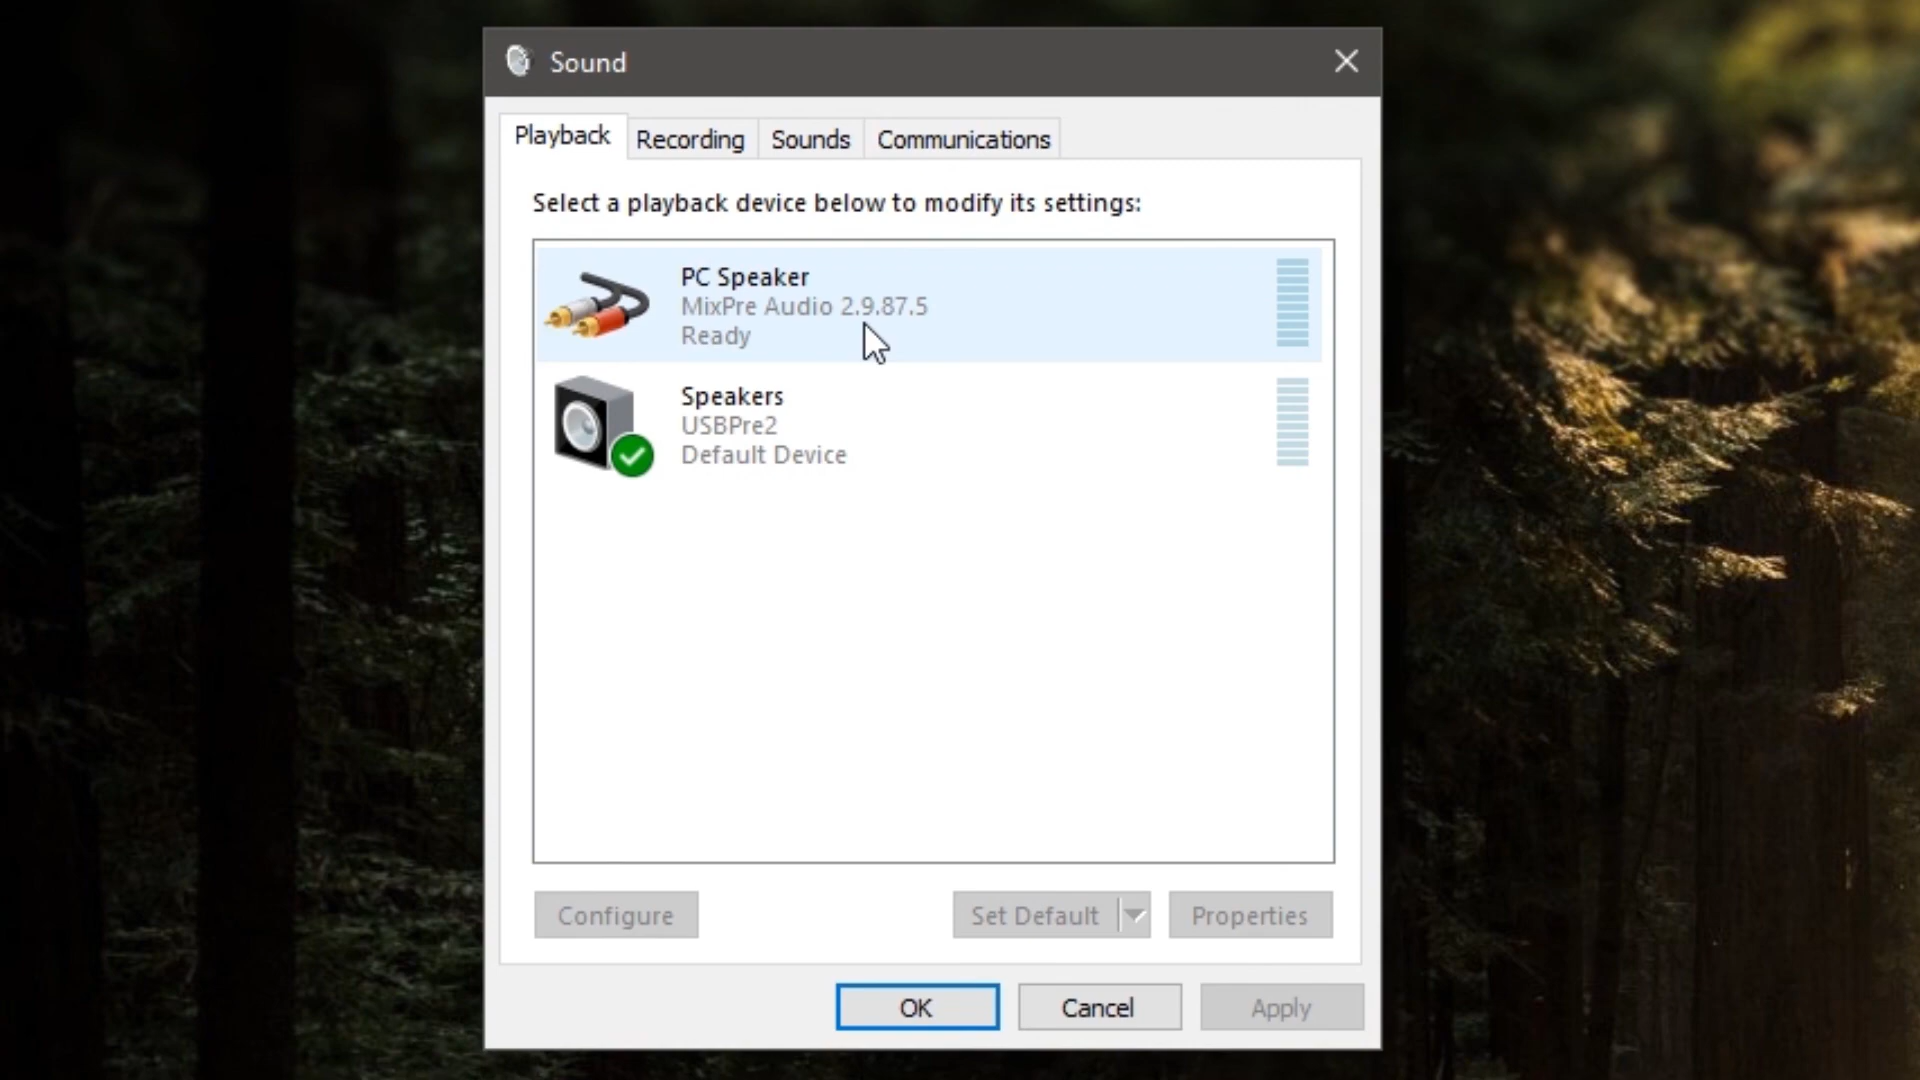 Sound
Playback
Recording
Sounds
Communications
Select a playback device below to modify its settings:
PC Speaker
MixPre Audio 2.9.87.5
Ready
Speakers
USBPre2
Default Device
Configure
Set Default
Properties
OK
Cancel
Apply